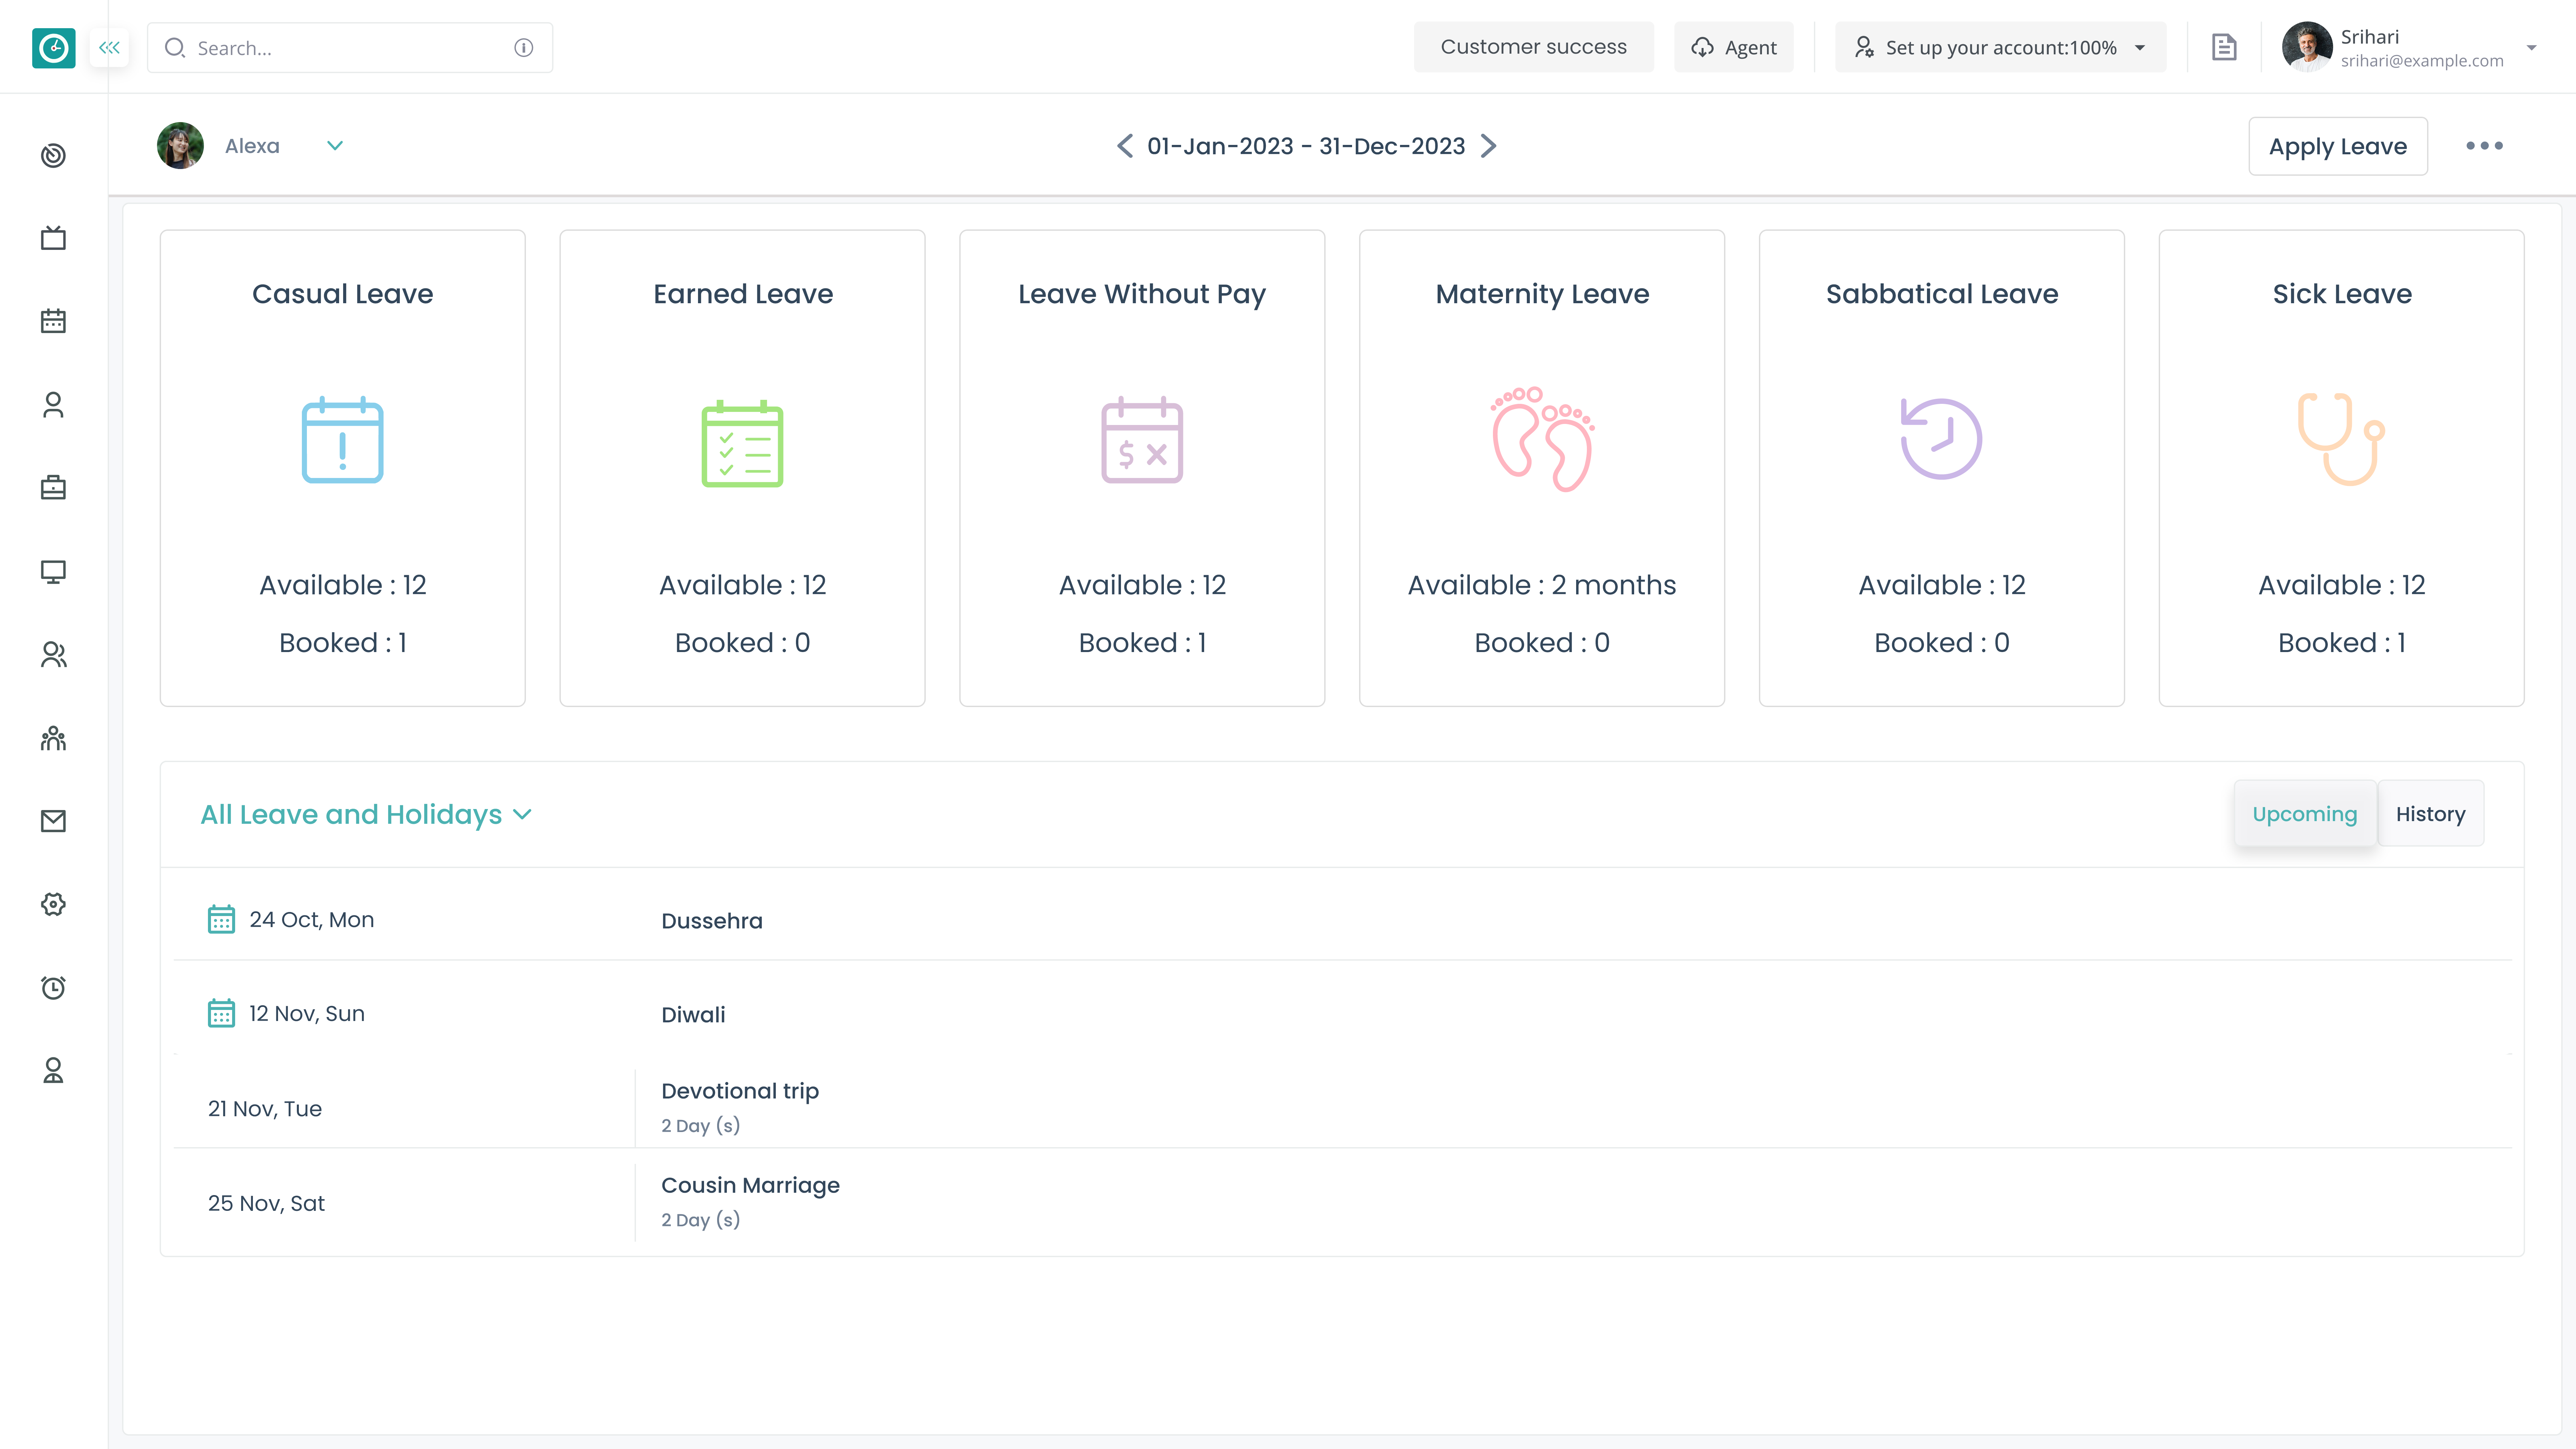 Search...
Customer success
Agent
Set up your account:100%
Srihari
srihari@example.com
Alexa
01-Jan-2023 - 31-Dec-2023
Apply Leave
Casual Leave
Available : 12
Booked : 1
Earned Leave
Available : 12
Booked : 0
Leave Without Pay
$
Available : 12
Booked : 1
Maternity Leave
Available : 2 months
Booked : 0
Sabbatical Leave
Available : 12
Booked : 0
Sick Leave
Available : 12
Booked : 1
All Leave and Holidays
Upcoming
History
24 Oct, Mon
Dussehra
12 Nov, Sun
Diwali
21 Nov, Tue
Devotional trip
2 Day (s)
25 Nov, Sat
Cousin Marriage
2 Day (s)